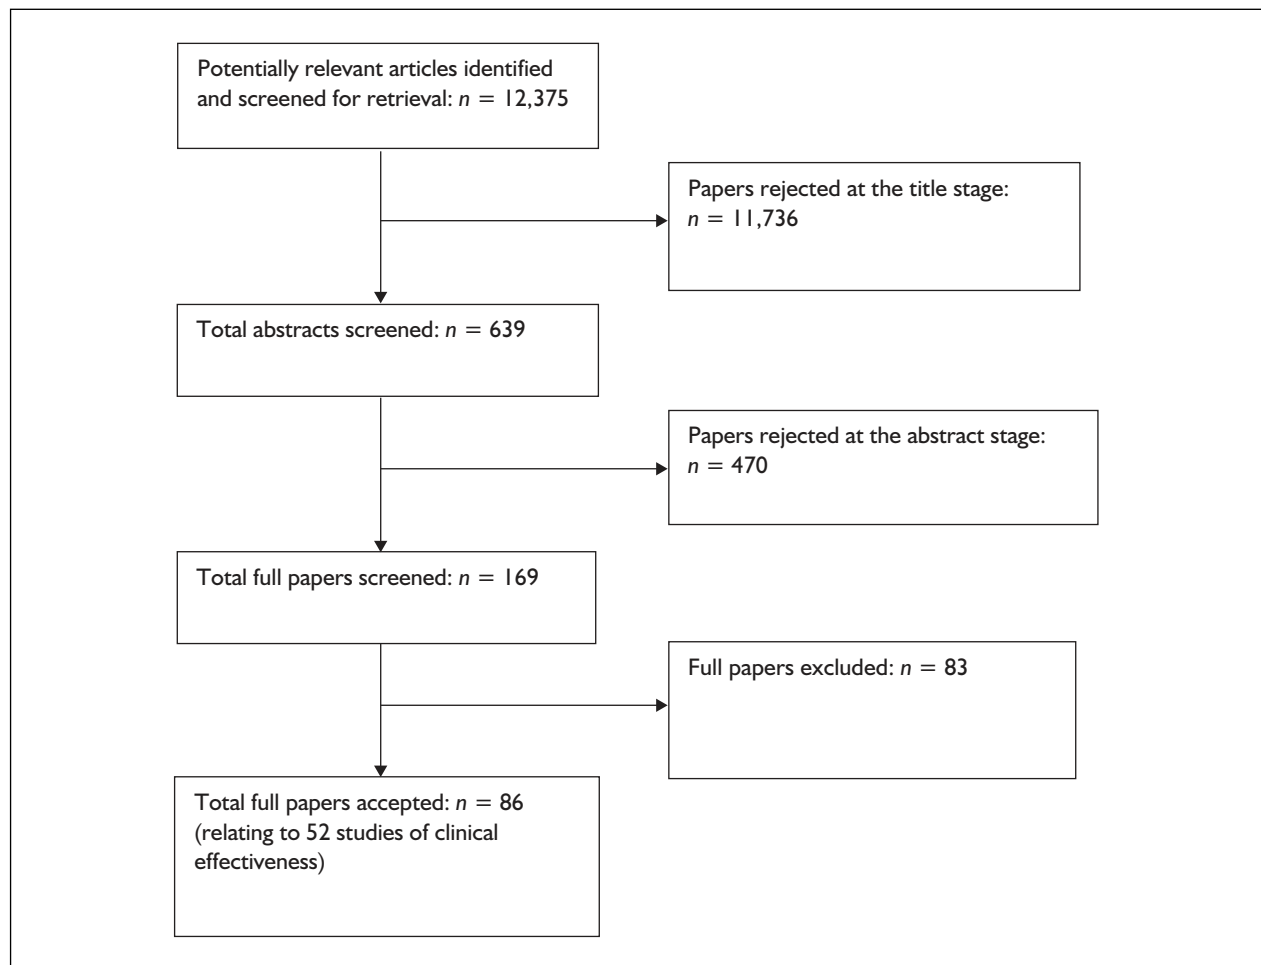 Potentially relevant articles identified
and screened for retrieval: n = 12,375
Papers rejected at the title stage:
n = 11,736
Total abstracts screened: n = 639
Papers rejected at the abstract stage:
n = 470
Total full papers screened: n = 169
Full papers excluded: n = 83
Total full papers accepted: n = 86
(relating to 52 studies of clinical
effectiveness)